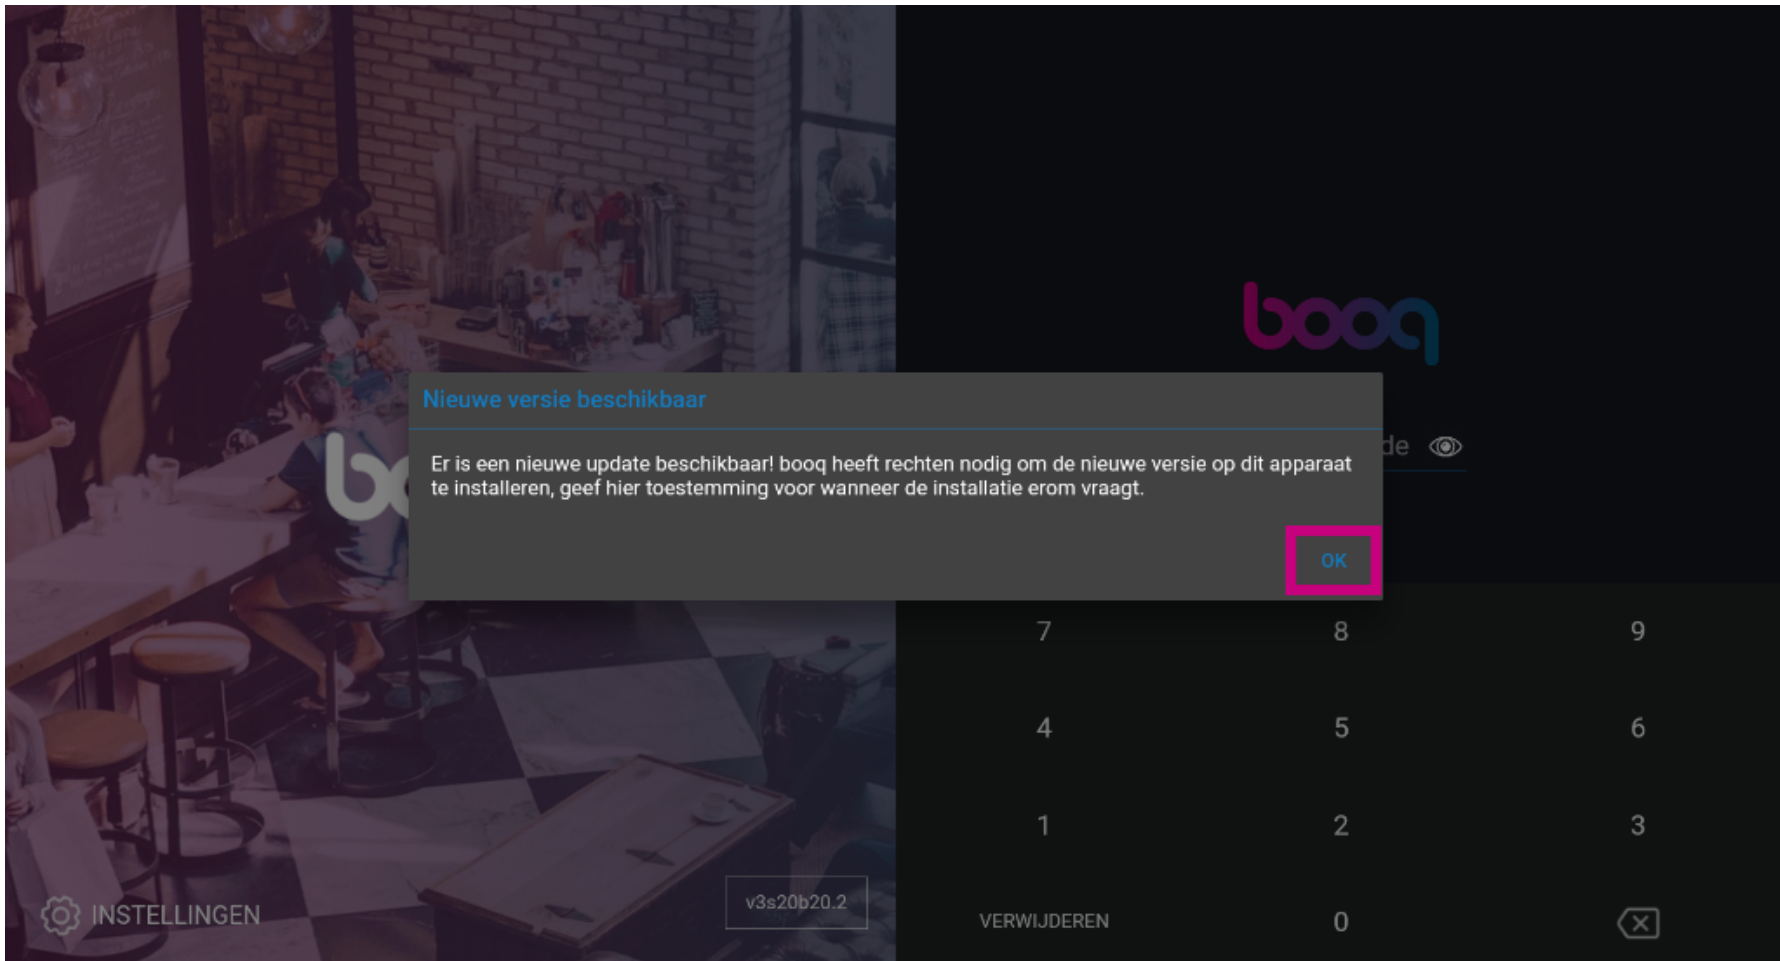 booq
Nieuwe versie beschikbaar
Er is een nieuwe update beschikbaar! booq heeft rechten nodig om de nieuwe versie op dit apparaat
te installeren, geef hier toestemming voor wanneer de installatie erom vraagt.
OK
de
7 8 9
4 5 6
1 2 3
INSTELLINGEN
v3s20b20.2
VERWIJDEREN 0